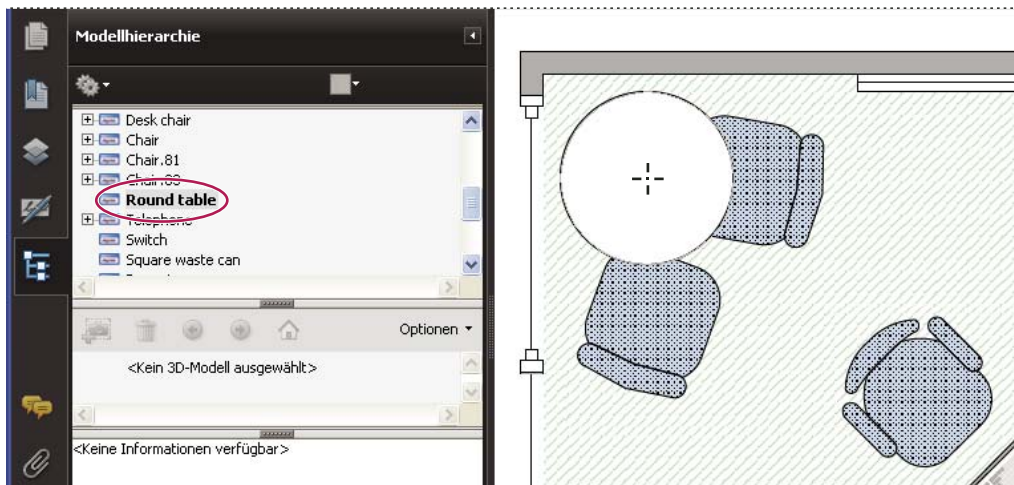 Modellhierarchie
Desk chair
Chair
Chair.81
Round table
Telephone
Switch
Square waste can
Optionen
<Kein 3D-Modell ausgewählt>
<Keine Informationen verfügbar>